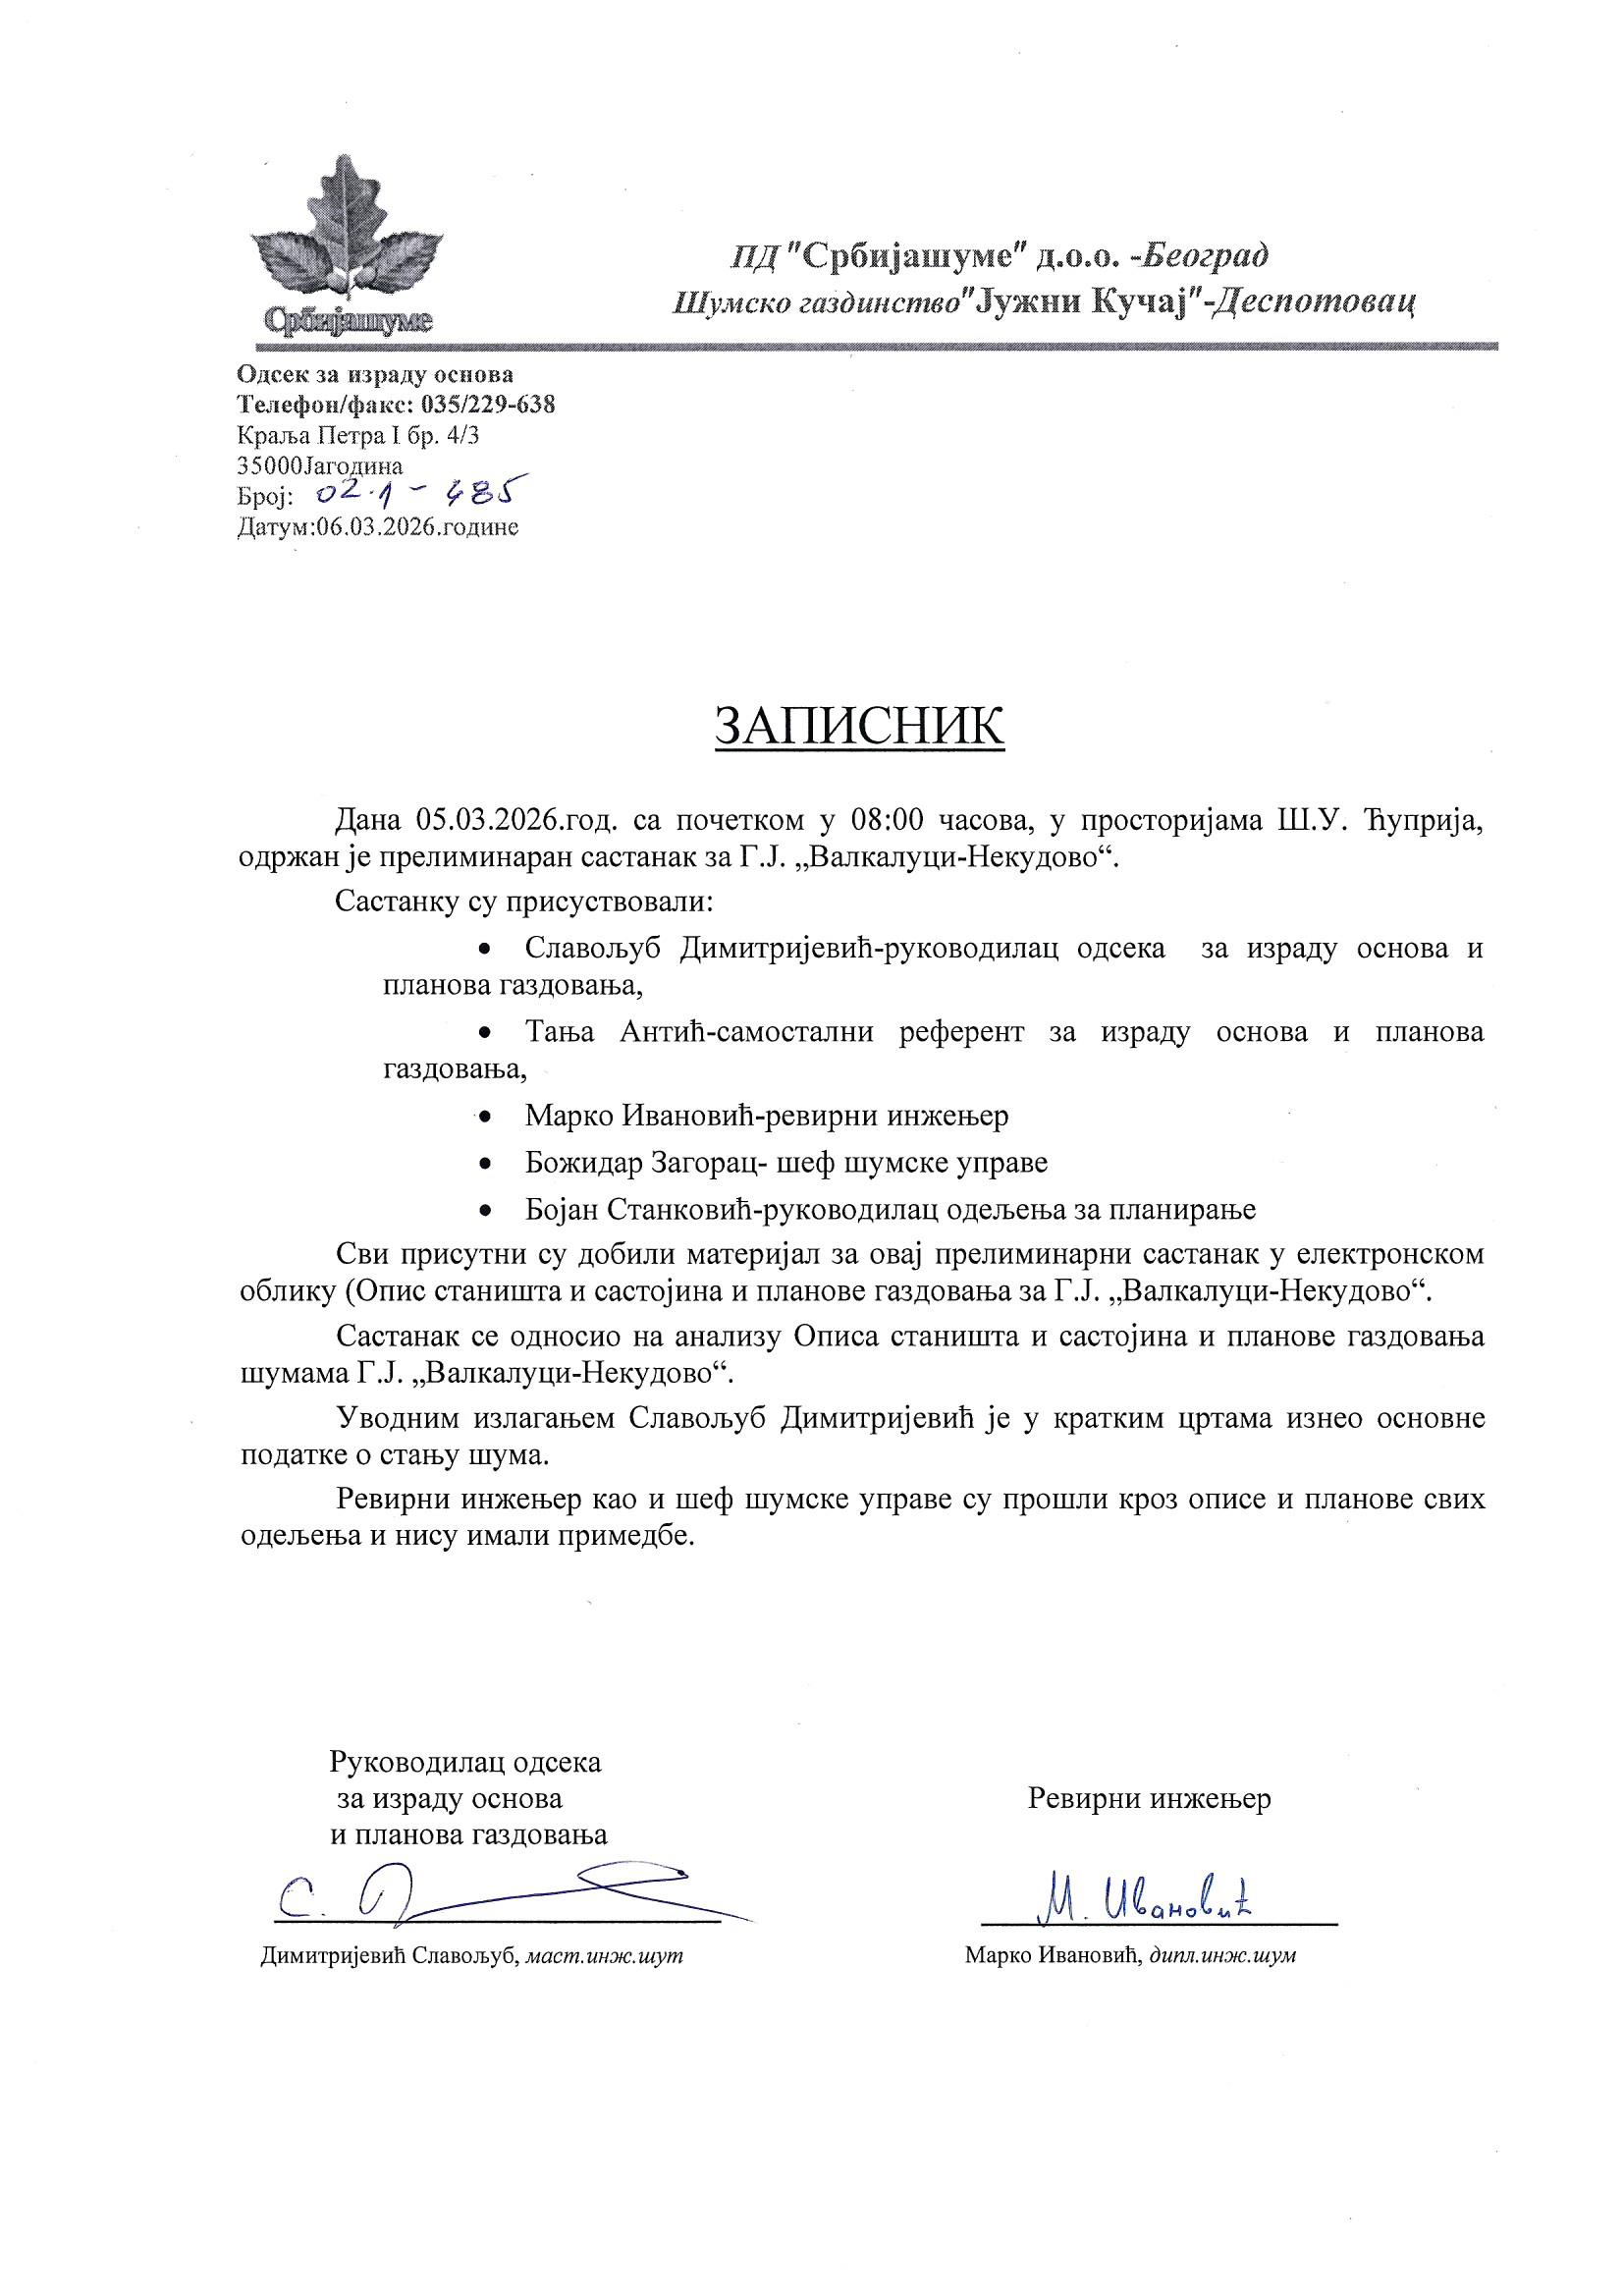 Србијашуме
ПД "Србијашуме" д.о.о. -Београд
Шумско газдинство"Јужни Кучај"-Деспотовац
Одсек за израду основа
Телефон/факс: 035/229-638
Краља Петра I бр. 4/3
35000Јагодина
Број: 02.1 - 485
Датум:06.03.2026.године
ЗАПИСНИК
Дана 05.03.2026.год. са почетком у 08:00 часова, у просторијама Ш.У. Ћуприја,
одржан је прелиминаран састанак за Г.Ј. „Валкалуци-Некудово“.
Састанку су присуствовали:
• Славољуб Димитријевић-руководилац одсека за израду основа и
планова газдовања,
• Тања Антић-самостални референт за израду основа и планова
газдовања,
• Марко Ивановић-ревирни инжењер
• Божидар Загорац- шеф шумске управе
• Бојан Станковић-руководилац одељења за планирање
Сви присутни су добили материјал за овај прелиминарни састанак у електронском
облику (Опис станишта и састојина и планове газдовања за Г.Ј. „Валкалуци-Некудово“.
Састанак се односио на анализу Описа станишта и састојина и планове газдовања
шумама Г.Ј. „Валкалуци-Некудово“.
Уводним излагањем Славољуб Димитријевић је у кратким цртама изнео основне
податке о стању шума.
Ревирни инжењер као и шеф шумске управе су прошли кроз описе и планове свих
одељења и нису имали примедбе.
Руководилац одсека
за израду основа
и планова газдовања
Ревирни инжењер
М. Ивановић
Димитријевић Славољуб, маст.инж.шут
Марко Ивановић, дипл.инж.шум